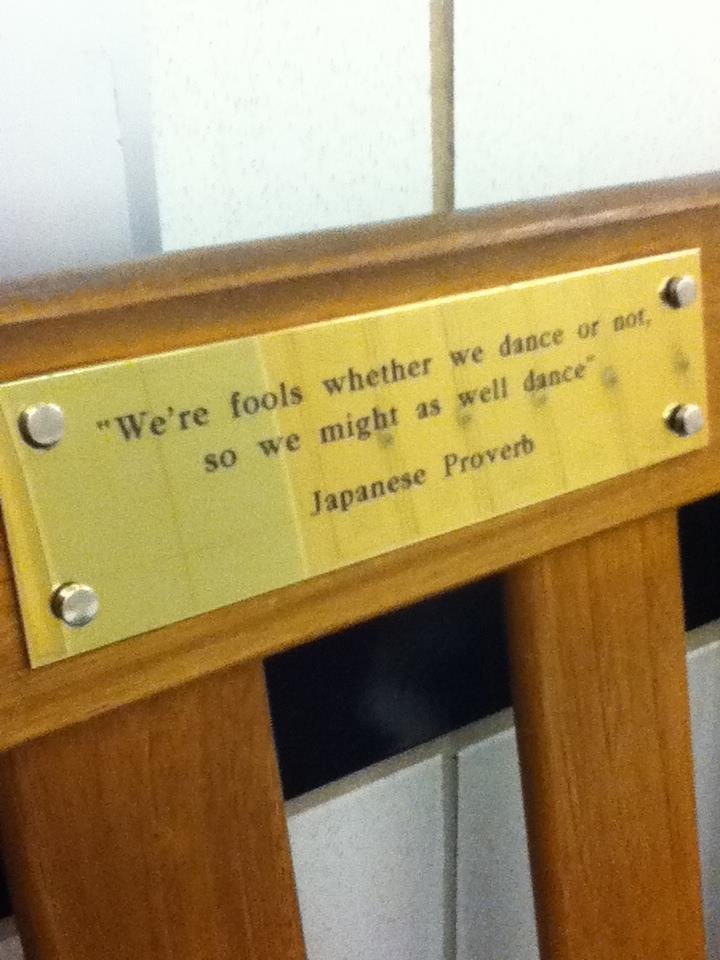 "We're fools whether we dance or not,
so we might as well dance"
Japanese Proverb